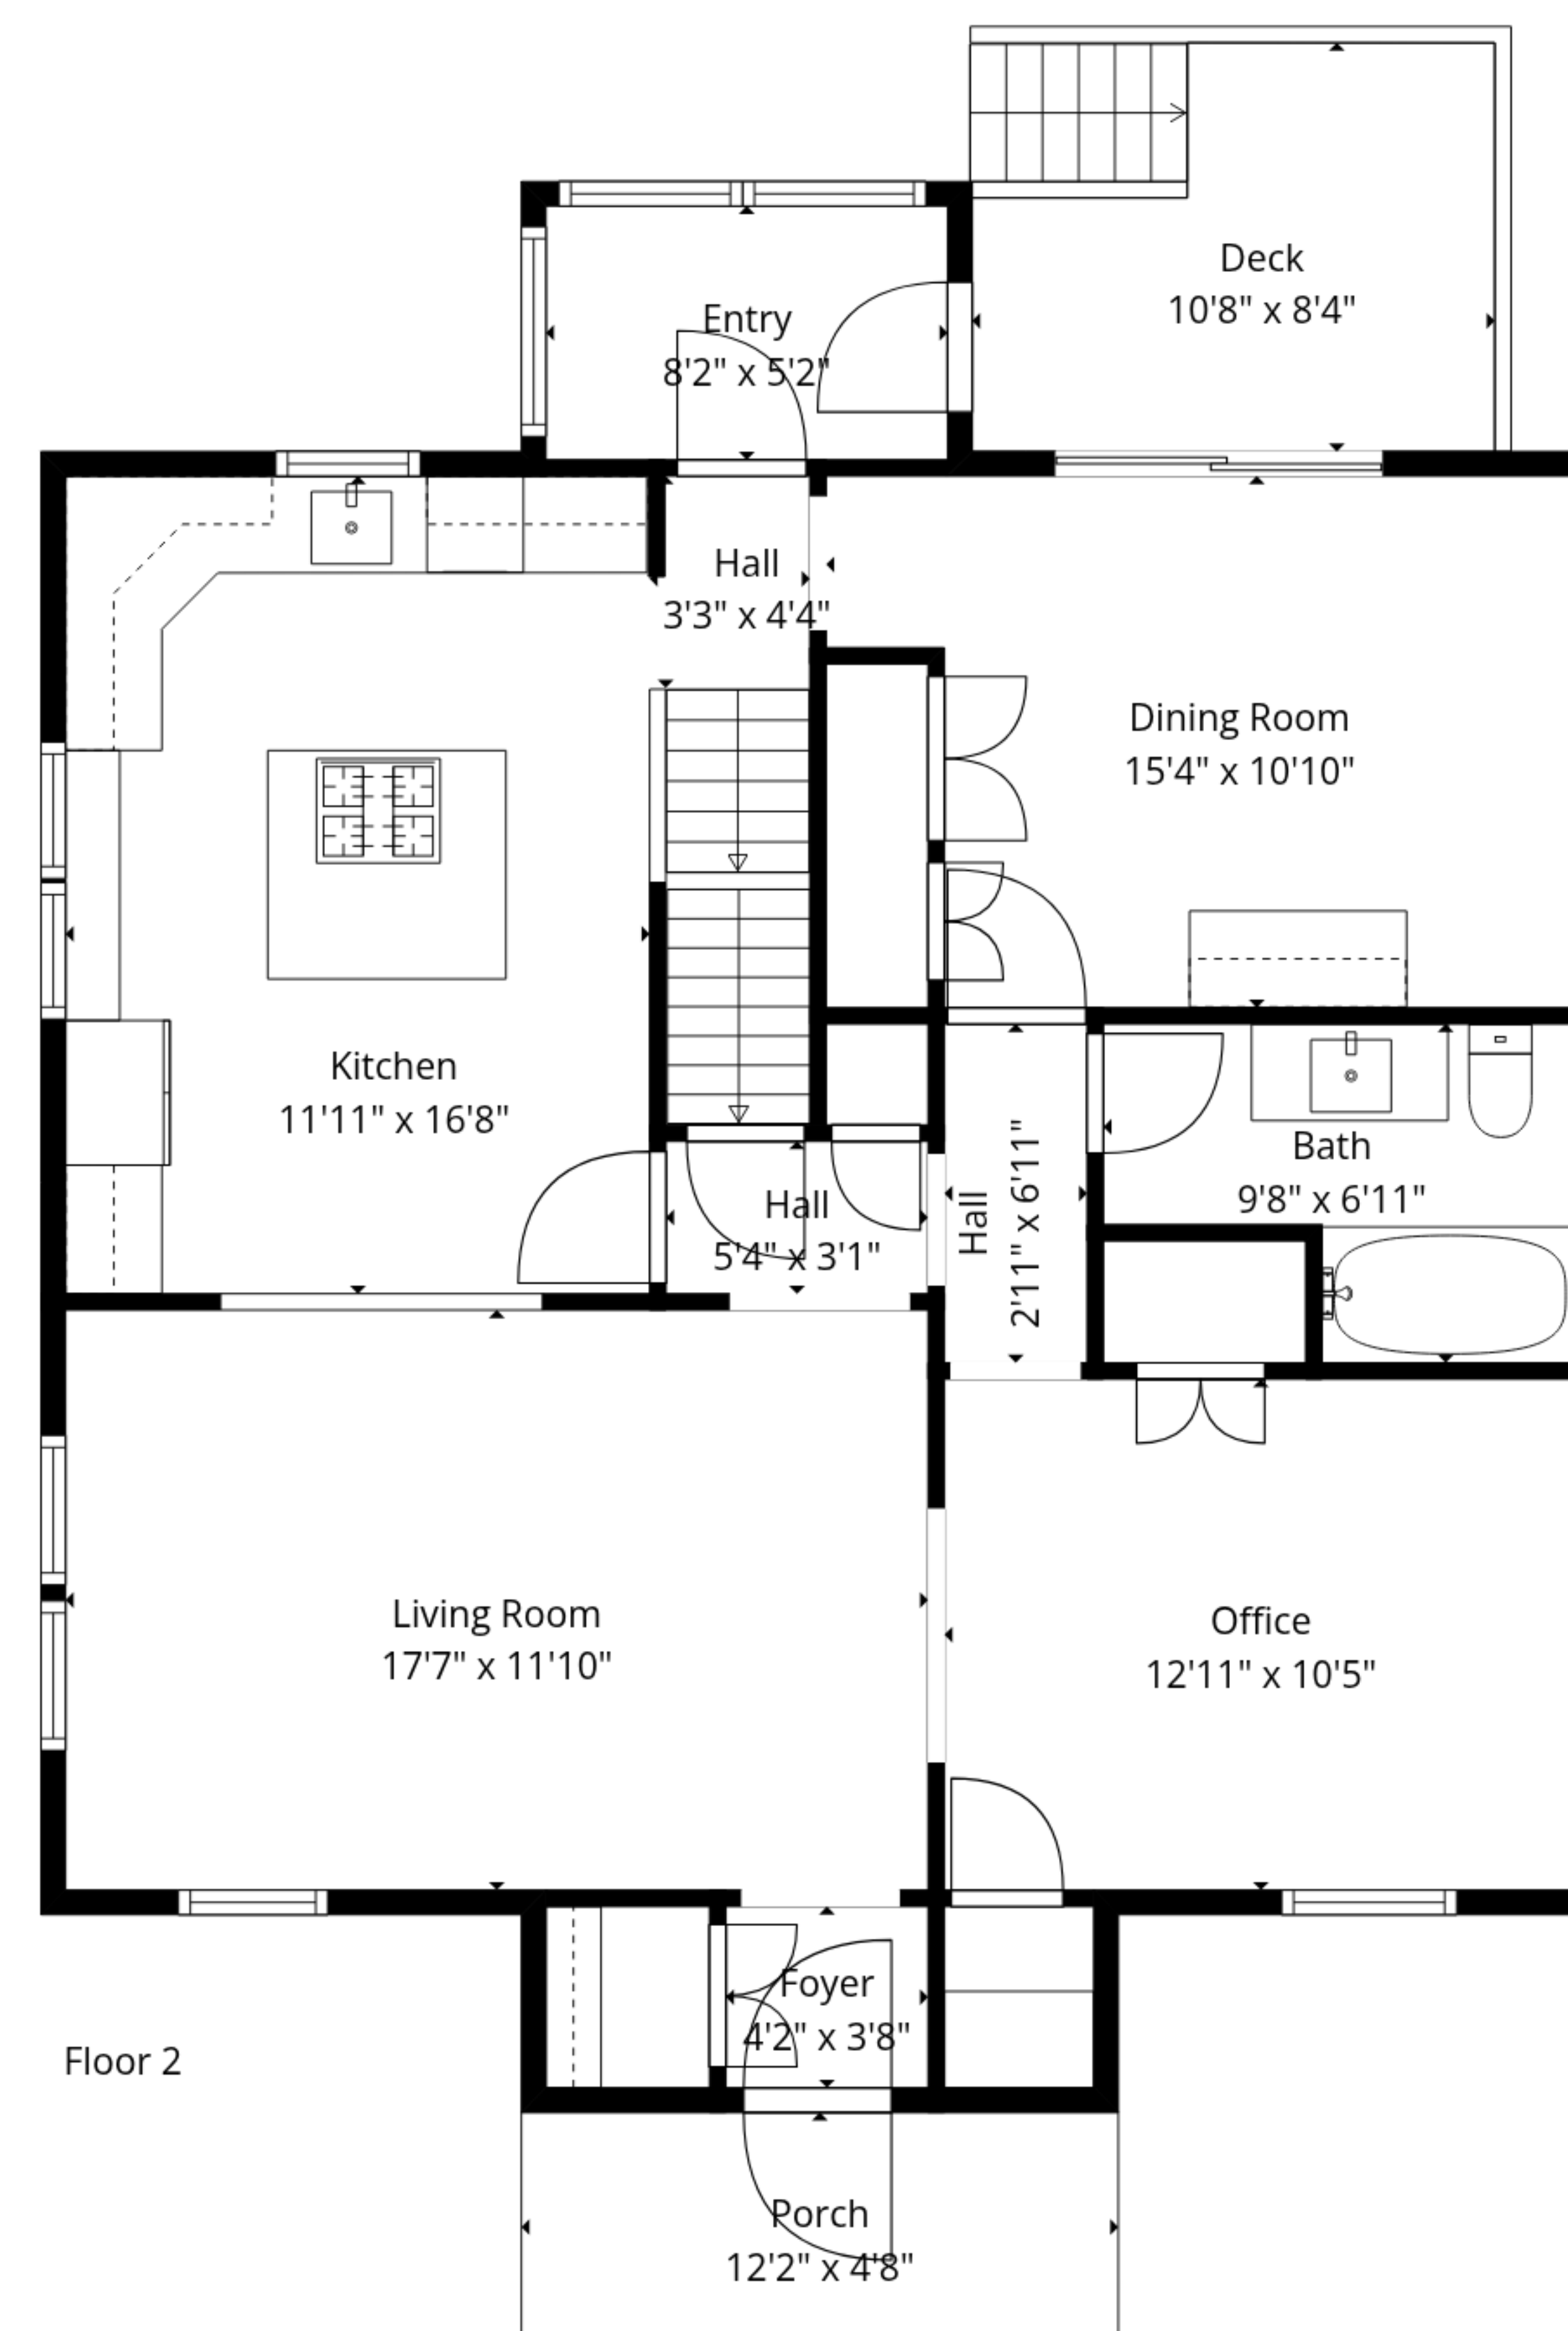 Deck
10'8" x 8'4"
Entry
8'2" x 5'2"
Hall
3'3" x 4'4"
Dining Room
15'4" x 10'10"
Kitchen
11'11" x 16'8"
Hall
5'4" x 3'1"
Hall
2'11" x 6'11"
Bath
9'8" x 6'11"
Living Room
17'7" x 11'10"
Office
12'11" x 10'5"
Foyer
4'2" x 3'8"
Floor 2
Porch
12'2" x 4'8"